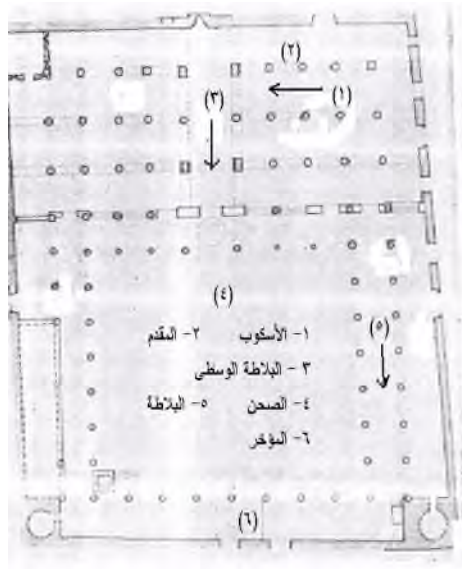 (٢)
(١)
(٣)
(٤)
(٥)
١- الأسكوب ٢- المقدم
٣- البلاطة الوسطى
٤- الصحن ٥- البلاطة
٦- المؤخر
(٦)